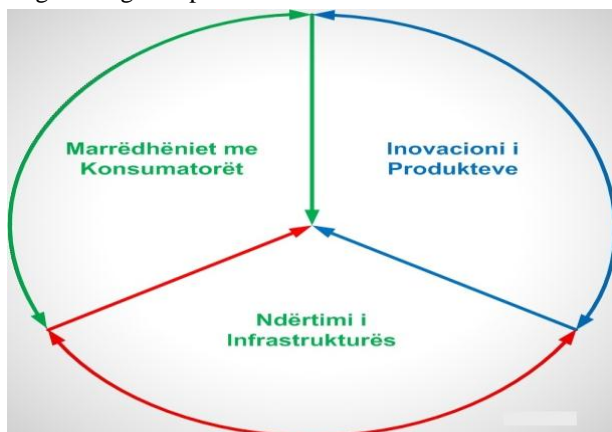 Marrëdhëniet me
Konsumatorët
Inovacioni i
Produkteve
Ndërtimi i
Infrastrukturës